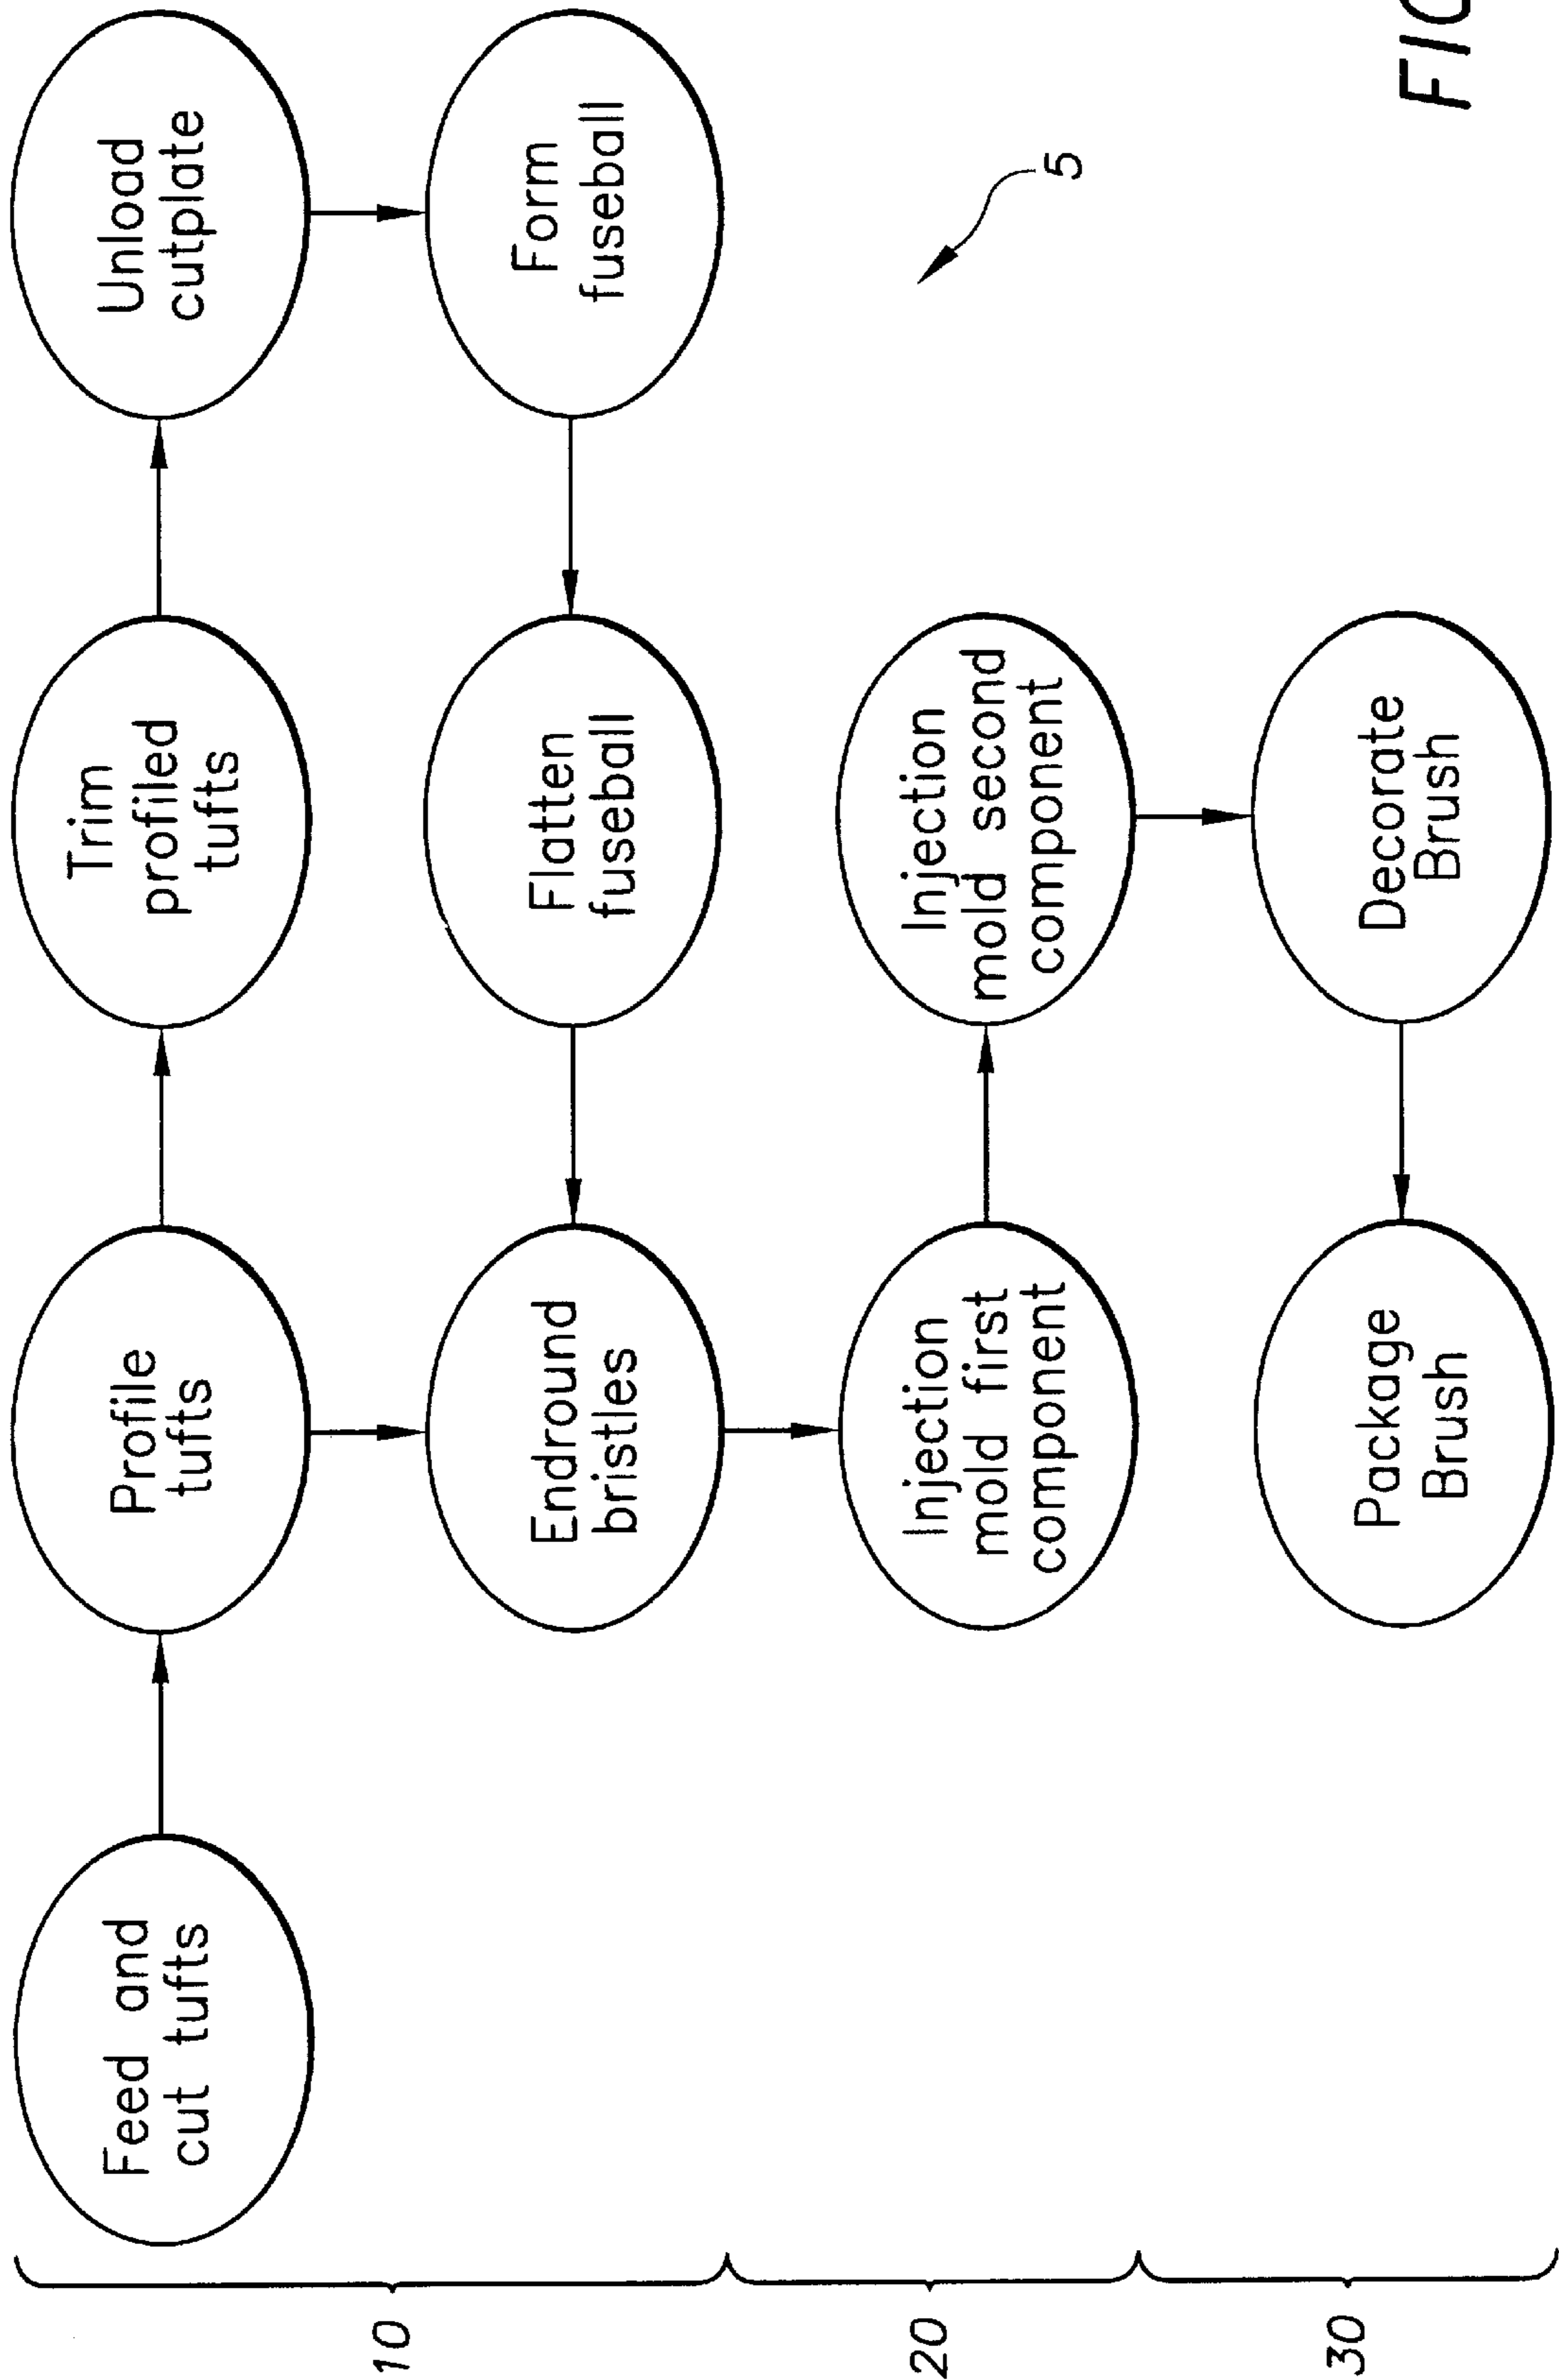 10
Feed and
cut tufts
Profile
tufts
Trim
profiled
tufts
Unload
cutplate
Endround
bristles
Flatten
fuseball
Form
fuseball
5
20
Injection
mold first
component
Injection
mold second
component
30
Package
Brush
Decorate
Brush